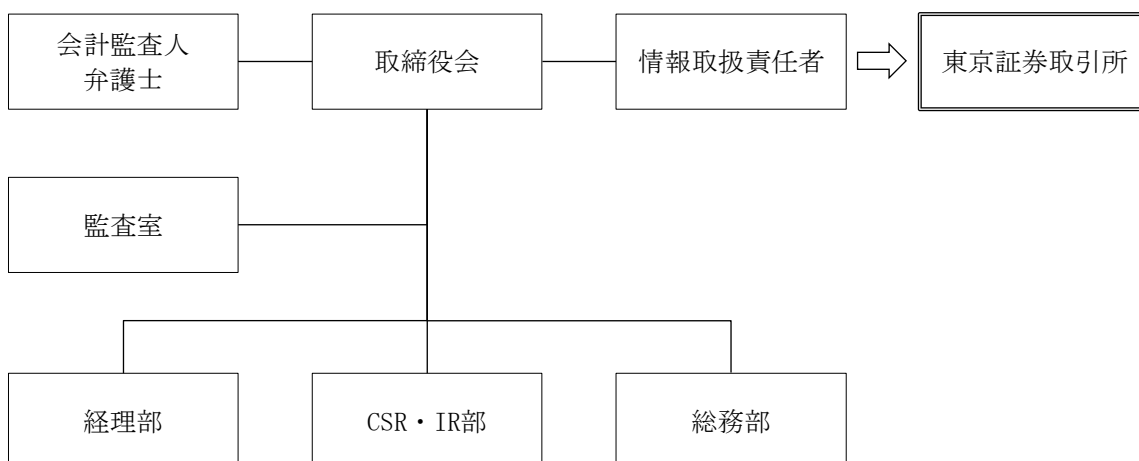 会計監査人
弁護士
取締役会
情報取扱責任者
東京証券取引所
監査室
経理部
CSR・IR部
総務部